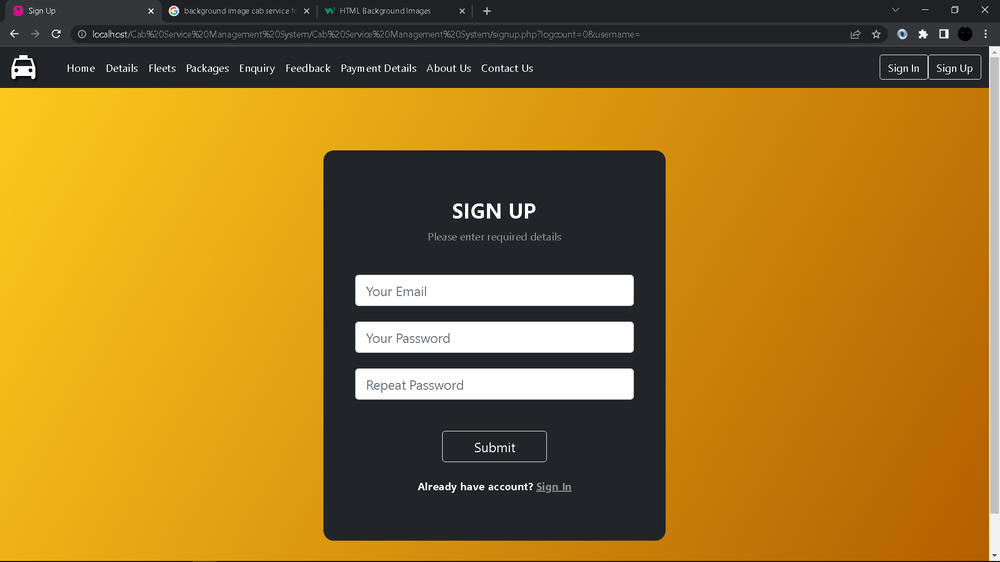 Sign Up
background image cab service fo
HTML Background Images
localhost/Cab%20Service%20Management%20System/Cab%20Service%20Management%20System/signup.php?logcount=0&username=
Home Details Fleets Packages Enquiry Feedback Payment Details About Us Contact Us Sign In Sign Up
SIGN UP
Please enter required details
Your Email
Your Password
Repeat Password
Submit
Already have account? Sign In